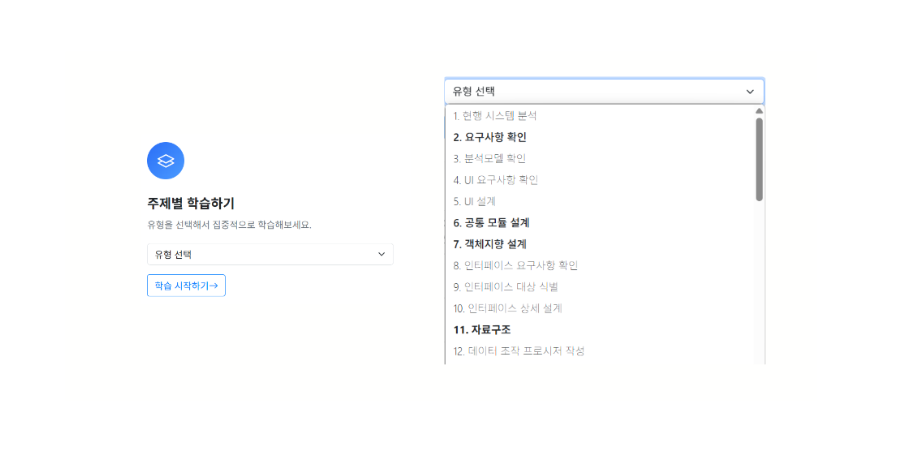 주제별 학습하기
유형을 선택해서 집중적으로 학습해보세요.
유형 선택
학습 시작하기→
유형 선택
1. 현행 시스템 분석
2. 요구사항 확인
3. 분석모델 확인
4. UI 요구사항 확인
5. UI 설계
6. 공통 모듈 설계
7. 객체지향 설계
8. 인터페이스 요구사항 확인
9. 인터페이스 대상 식별
10. 인터페이스 상세 설계
11. 자료구조
12. 데이터 조작 프로시저 작성